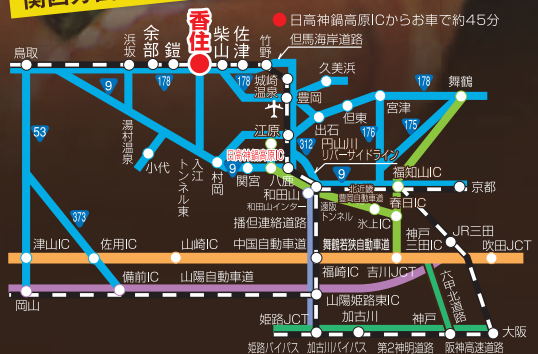 ●日高神鍋高原ICからお車で約45分
鳥取
浜坂
余部
鎧
香住
柴山
佐津
竹野
但馬海岸道路
9
178
178
城崎温泉
久美浜
178
舞鶴
豊岡
宮津
53
湯村温泉
江原
但東
出石
176
175
312
円山川
リバーサイドライン
小代
入江
トンネル東
村岡
日高神鍋高原IC
9
関宮
八鹿
9
福知山IC
京都
和田山
和田山インター
北近畿
豊岡自動車道
春日IC
遠阪
トンネル
氷上IC
373
播但連絡道路
神戸
三田IC
JR三田
津山IC
佐用IC
山崎IC
中国自動車道
舞鶴若狭自動車道
吹田JCT
備前IC
山陽自動車道
福崎IC
吉川JCT
六甲北道路
岡山
山陽姫路東IC
姫路JCT
加古川
神戸
大阪
姫路バイパス
加古川バイパス
第2神明道路
阪神高速道路